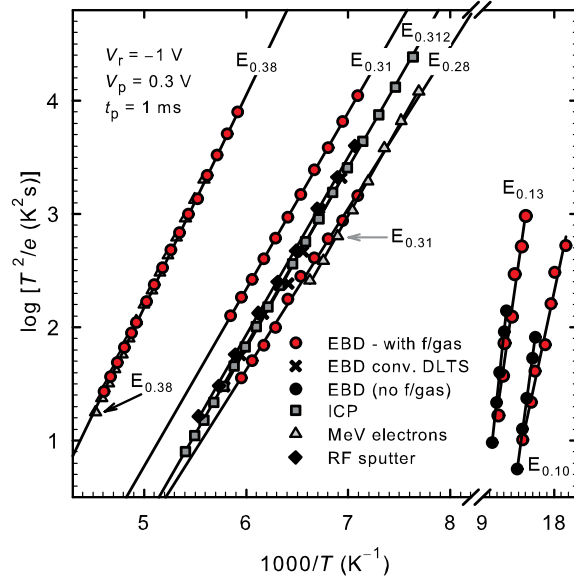 V_r = −1 V
V_p = 0.3 V
t_p = 1 ms
E_0.38
E_0.31
E_0.312
E_0.28
E_0.13
E_0.31
E_0.38
E_0.10
EBD - with f/gas
EBD conv. DLTS
EBD (no f/gas)
ICP
MeV electrons
RF sputter
log [T²/e (K²s)]
4
3
2
1
5 6 7 8 9 18
1000/T (K⁻¹)